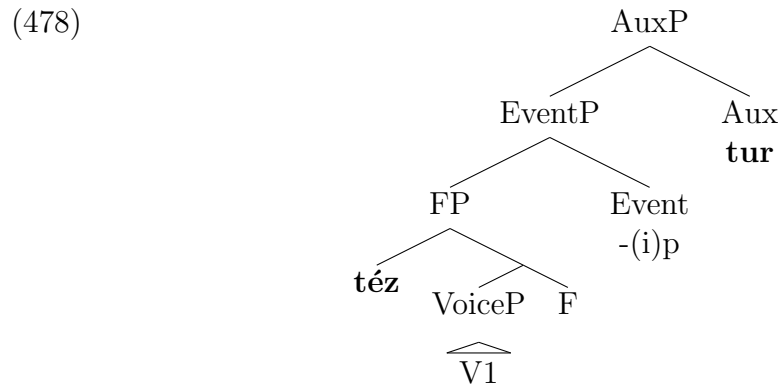 (478)
AuxP
EventP Aux
tur
FP Event
-(i)p
téz
VoiceP F
V1